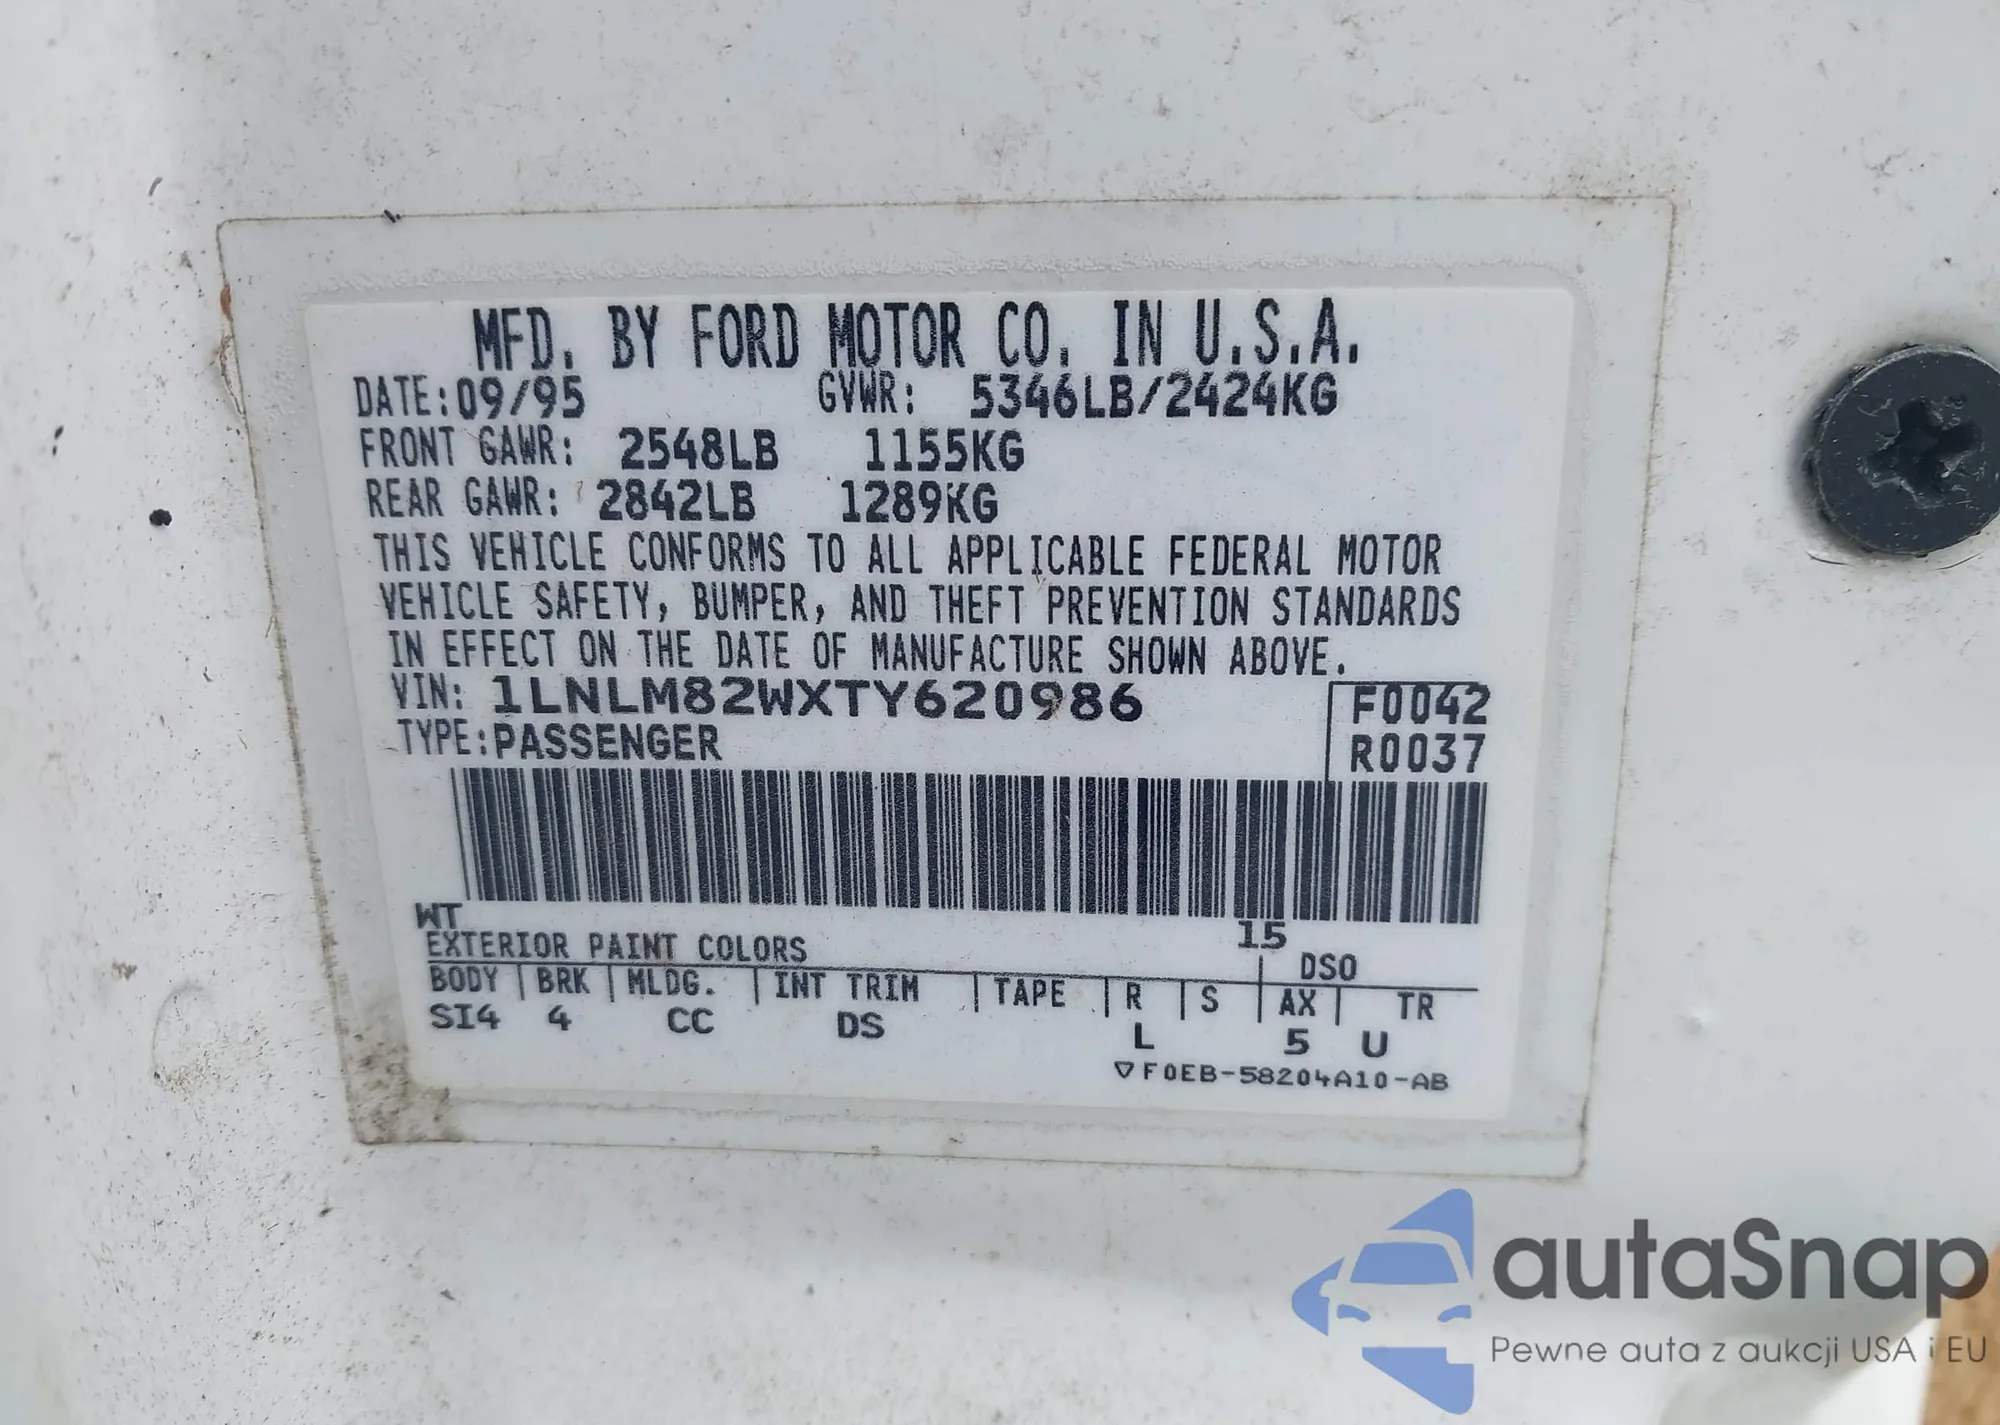 MFD. BY FORD MOTOR CO. IN U.S.A.
DATE: 09/95 GVWR: 5346LB/2424KG
FRONT GAWR: 2548LB 1155KG
REAR GAWR: 2842LB 1289KG
THIS VEHICLE CONFORMS TO ALL APPLICABLE FEDERAL MOTOR
VEHICLE SAFETY, BUMPER, AND THEFT PREVENTION STANDARDS
IN EFFECT ON THE DATE OF MANUFACTURE SHOWN ABOVE.
VIN: 1LNLM82WXTY620986 F0042
TYPE: PASSENGER R0037
WT 15
EXTERIOR PAINT COLORS DSO
BODY BRK MLDG. INT TRIM TAPE R S AX TR
SI4 4 CC DS L 5 U
▽F0EB-58204A10-AB
autaSnap
Pewne auta z aukcji USA i EU